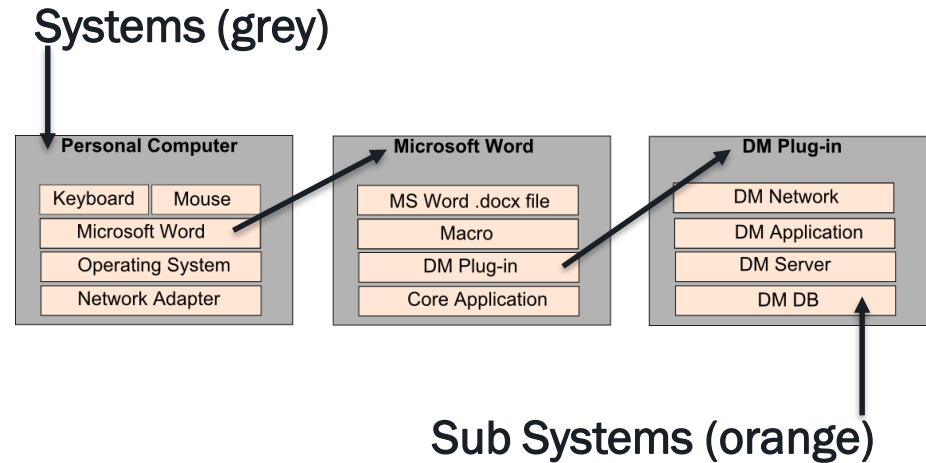 Systems (grey)
Personal Computer
Keyboard
Mouse
Microsoft Word
Operating System
Network Adapter
Microsoft Word
MS Word .docx file
Macro
DM Plug-in
Core Application
DM Plug-in
DM Network
DM Application
DM Server
DM DB
Sub Systems (orange)